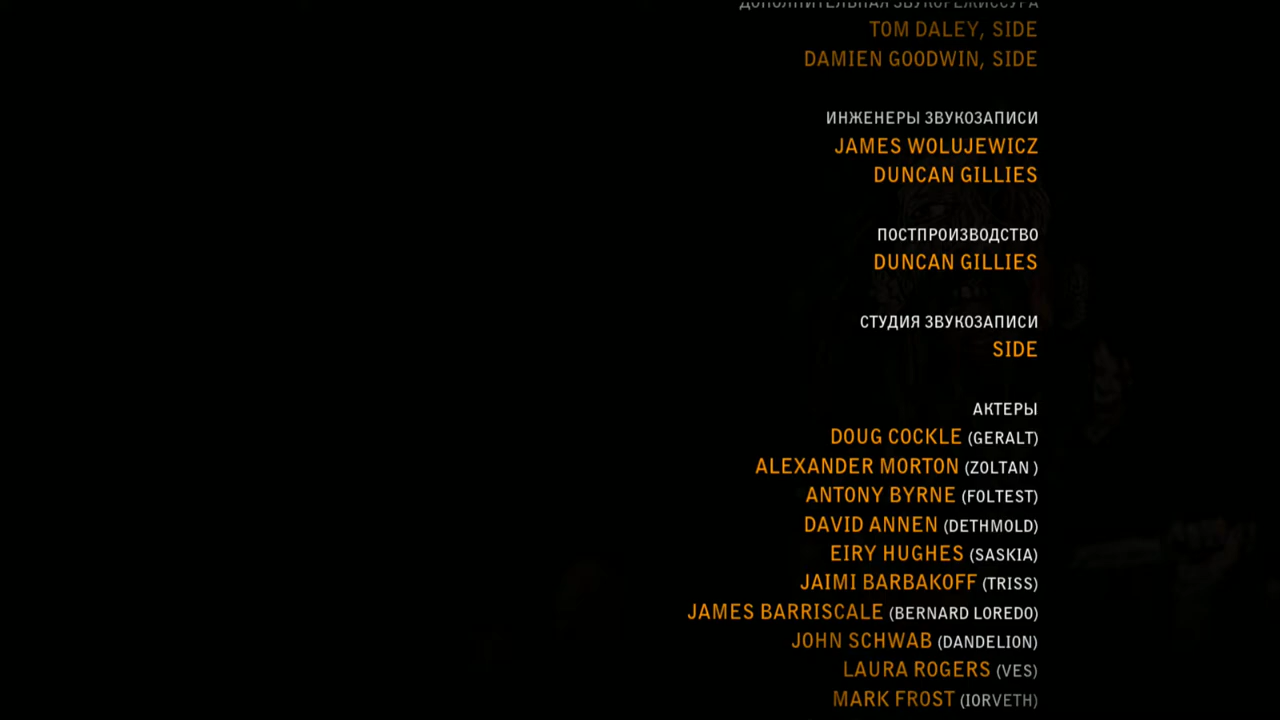 ДОПОЛНИТЕЛЬНАЯ ЗВУКОРЕЖИССУРА
TOM DALEY, SIDE
DAMIEN GOODWIN, SIDE
ИНЖЕНЕРЫ ЗВУКОЗАПИСИ
JAMES WOLUJEWICZ
DUNCAN GILLIES
ПОСТПРОИЗВОДСТВО
DUNCAN GILLIES
СТУДИЯ ЗВУКОЗАПИСИ
SIDE
АКТЕРЫ
DOUG COCKLE (GERALT)
ALEXANDER MORTON (ZOLTAN )
ANTONY BYRNE (FOLTEST)
DAVID ANNEN (DETHMOLD)
EIRY HUGHES (SASKIA)
JAIMI BARBAKOFF (TRISS)
JAMES BARRISCALE (BERNARD LOREDO)
JOHN SCHWAB (DANDELION)
LAURA ROGERS (VES)
MARK FROST (IORVETH)